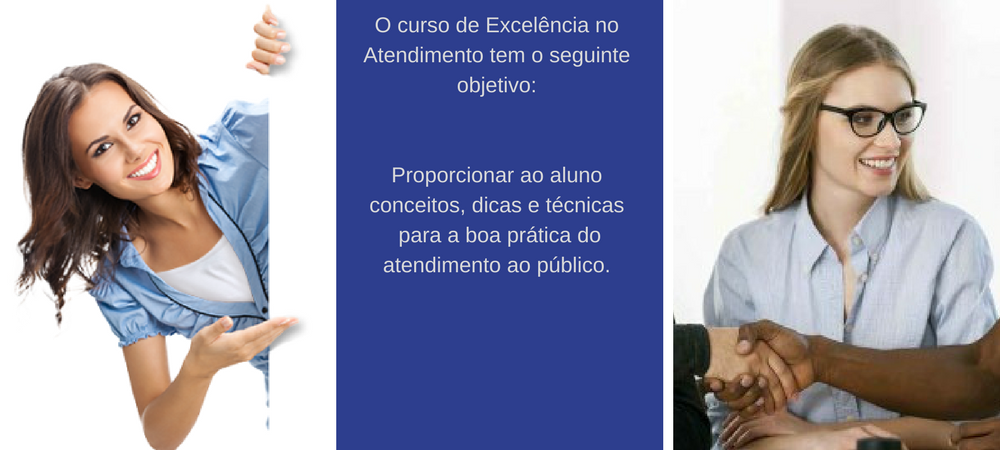 O curso de Excelência no
Atendimento tem o seguinte
objetivo:
Proporcionar ao aluno
conceitos, dicas e técnicas
para a boa prática do
atendimento ao público.